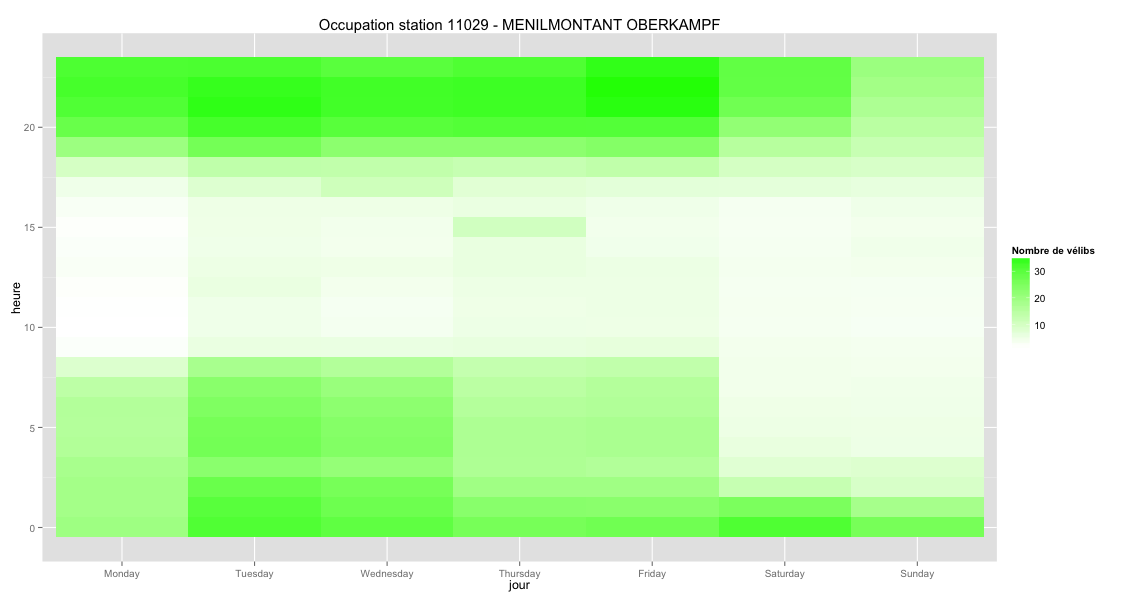 Occupation station 11029 - MENILMONTANT OBERKAMPF
20
15
10
5
0
heure
Monday Tuesday Wednesday Thursday Friday Saturday Sunday
jour
Nombre de vélibs
30
20
10